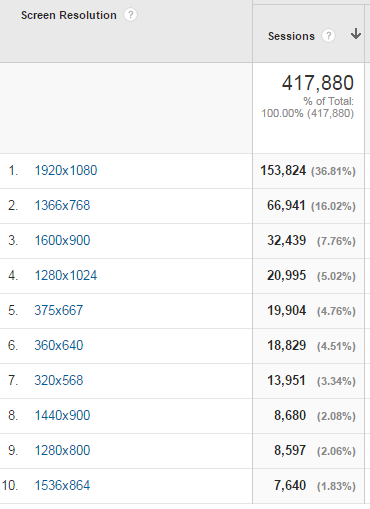 Screen Resolution ?
Sessions ?
417,880
% of Total:
100.00% (417,880)
1. 1920x1080 153,824 (36.81%)
2. 1366x768 66,941 (16.02%)
3. 1600x900 32,439 (7.76%)
4. 1280x1024 20,995 (5.02%)
5. 375x667 19,904 (4.76%)
6. 360x640 18,829 (4.51%)
7. 320x568 13,951 (3.34%)
8. 1440x900 8,680 (2.08%)
9. 1280x800 8,597 (2.06%)
10. 1536x864 7,640 (1.83%)